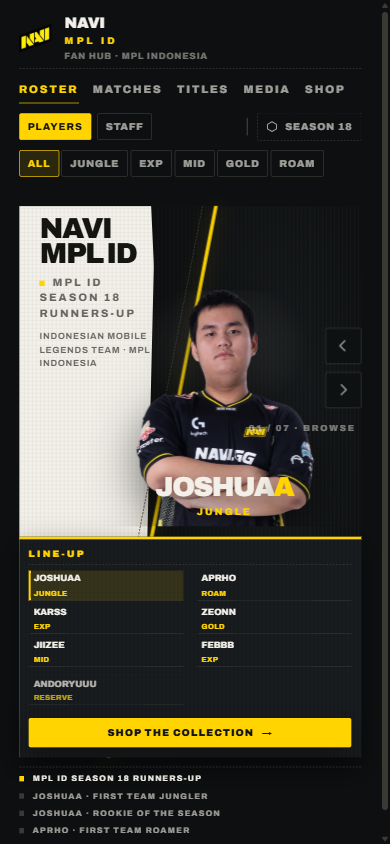 NAVI
MPL ID
FAN HUB · MPL INDONESIA
ROSTER MATCHES TITLES MEDIA SHOP
PLAYERS STAFF SEASON 18
ALL JUNGLE EXP MID GOLD ROAM
NAVI
MPL ID
MPL ID
SEASON 18
RUNNERS-UP
INDONESIAN MOBILE
LEGENDS TEAM · MPL
INDONESIA
07 · BROWSE
logitech
NAVI
NAVI.GG
JOSHUAA
JUNGLE
LINE-UP
JOSHUAA
JUNGLE
APRHO
ROAM
KARSS
EXP
ZEONN
GOLD
JIIZEE
MID
FEBBB
EXP
ANDORYUUU
RESERVE
SHOP THE COLLECTION →
MPL ID SEASON 18 RUNNERS-UP
JOSHUAA · FIRST TEAM JUNGLER
JOSHUAA · ROOKIE OF THE SEASON
APRHO · FIRST TEAM ROAMER